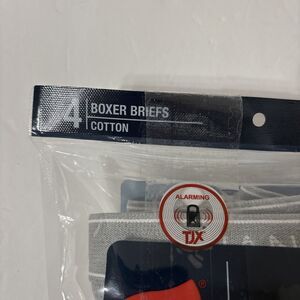 4
BOXER BRIEFS
COTTON
ALARMING
TJX